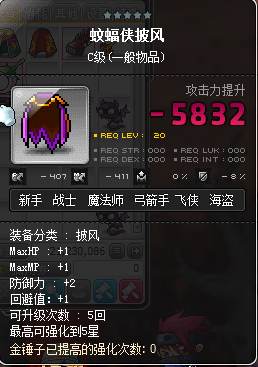 蚊蝠侠披风
C级(一般物品)
攻击力提升
-5832
REQ LEV : 20
REQ STR : 000
REQ LUK : 000
REQ DEX : 000
REQ INT : 000
- 407
- 411
0 %
- 8 %
新手 战士 魔法师 弓箭手 飞侠 海盗
装备分类 : 披风
MaxHP : +1
MaxMP : +1
防御力 : +2
回避值: +1
可升级次数 : 5回
最高可强化到5星
金锤子已提高的强化次数: 0